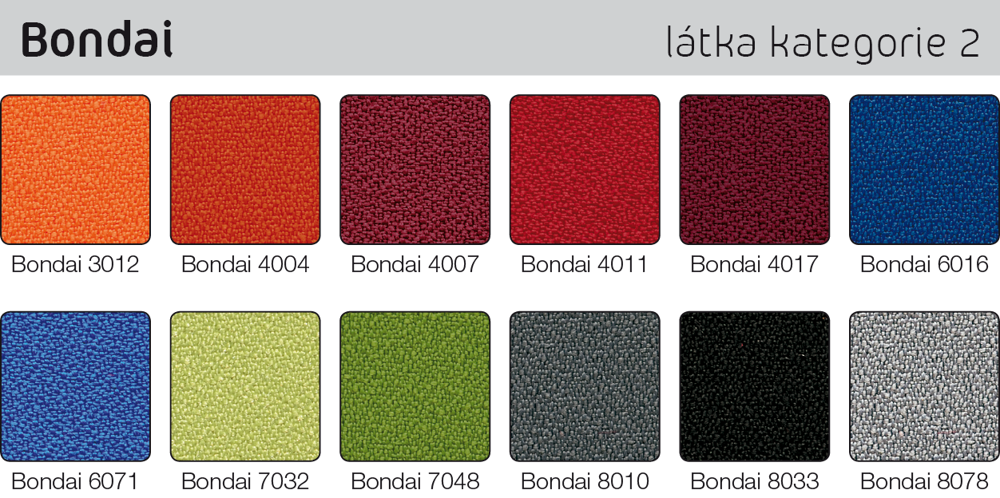 Bondai
látka kategorie 2
Bondai 3012
Bondai 4004
Bondai 4007
Bondai 4011
Bondai 4017
Bondai 6016
Bondai 6071
Bondai 7032
Bondai 7048
Bondai 8010
Bondai 8033
Bondai 8078